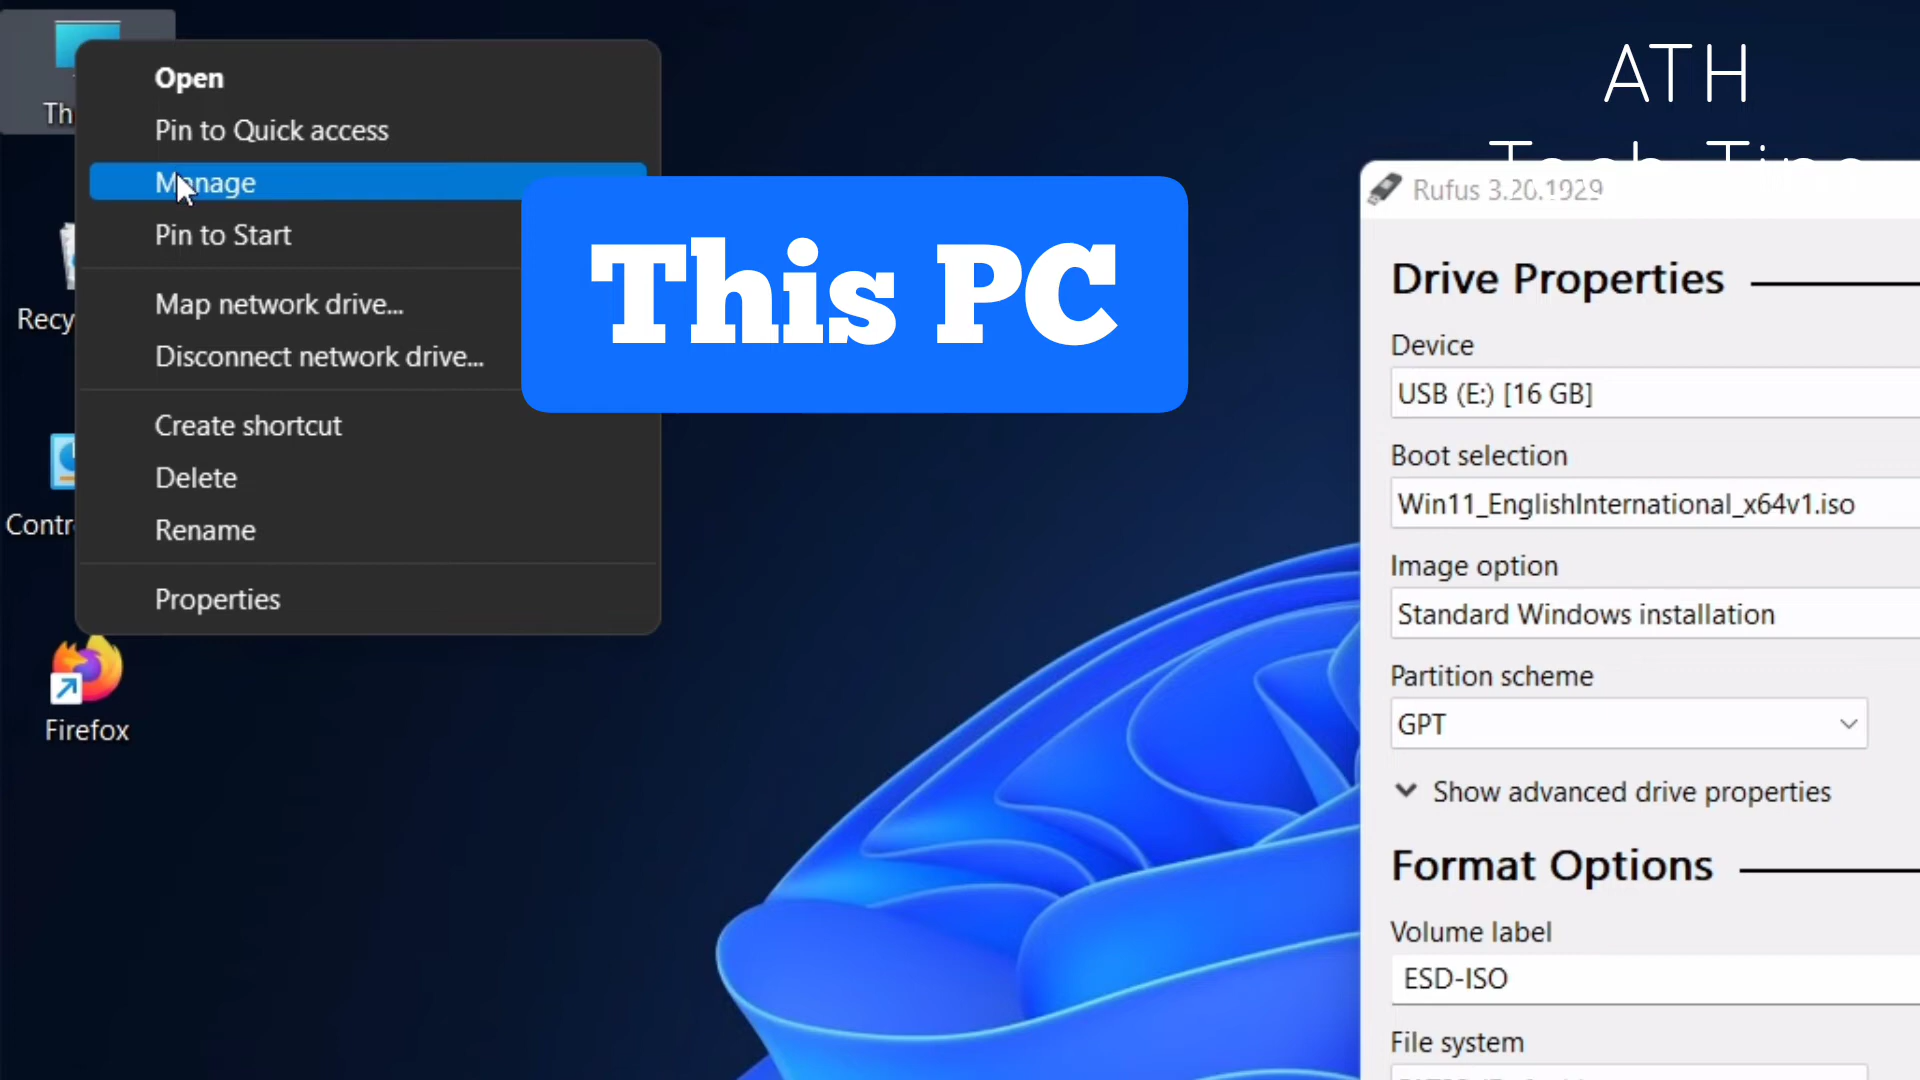 ATH
Open
Th
Pin to Quick access
Manage
Pin to Start
Recy
Map network drive...
Disconnect network drive...
Create shortcut
Delete
Contr
Rename
Properties
Firefox
This PC
Rufus 3.20.1929
Drive Properties
Device
USB (E:) [16 GB]
Boot selection
Win11_EnglishInternational_x64v1.iso
Image option
Standard Windows installation
Partition scheme
GPT
Show advanced drive properties
Format Options
Volume label
ESD-ISO
File system